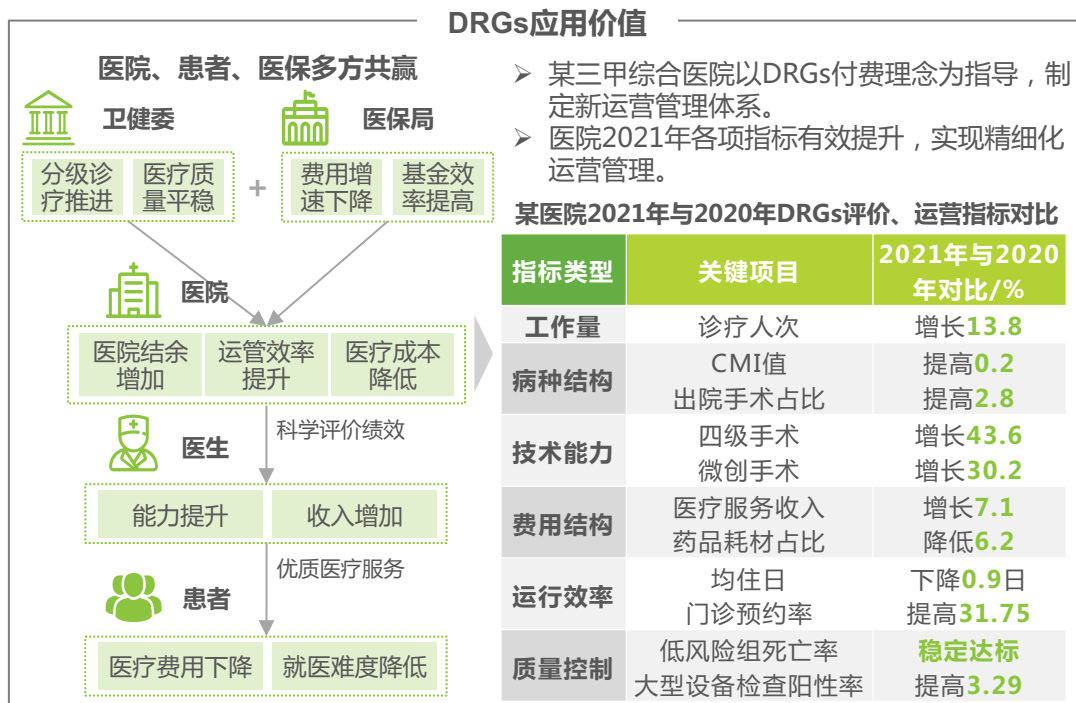 DRGs应用价值
医院、患者、医保多方共赢
卫健委
医保局
分级诊
疗推进
医疗质
量平稳
+
费用增
速下降
基金效
率提高
医院
医院结余
增加
运管效率
提升
医疗成本
降低
科学评价绩效
医生
能力提升
收入增加
优质医疗服务
患者
医疗费用下降
就医难度降低
➢ 某三甲综合医院以DRGs付费理念为指导，制
定新运营管理体系。
➢ 医院2021年各项指标有效提升，实现精细化
运营管理。
某医院2021年与2020年DRGs评价、运营指标对比
指标类型 关键项目 2021年与2020
年对比/%
工作量 诊疗人次 增长13.8
病种结构 CMI值 提高0.2
出院手术占比 提高2.8
技术能力 四级手术 增长43.6
微创手术 增长30.2
费用结构 医疗服务收入 增长7.1
药品耗材占比 降低6.2
运行效率 均住日 下降0.9日
门诊预约率 提高31.75
质量控制 低风险组死亡率 稳定达标
大型设备检查阳性率 提高3.29